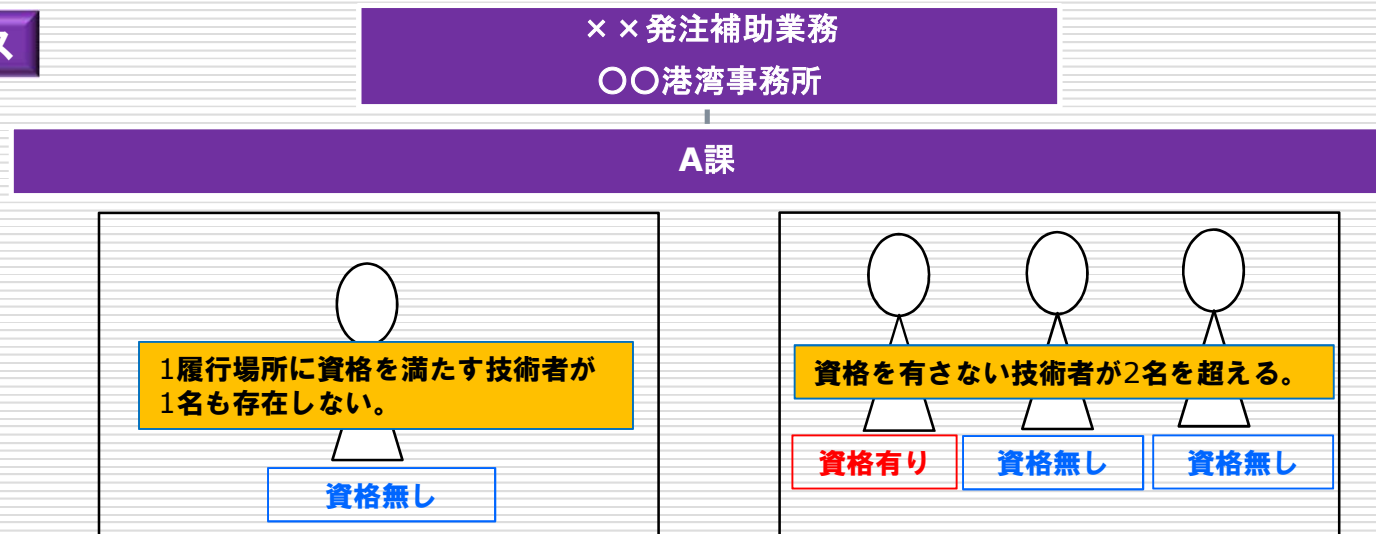 ス
××発注補助業務
〇〇港湾事務所
A課
1履行場所に資格を満たす技術者が
1名も存在しない。
資格無し
資格を有さない技術者が2名を超える。
資格有り
資格無し
資格無し